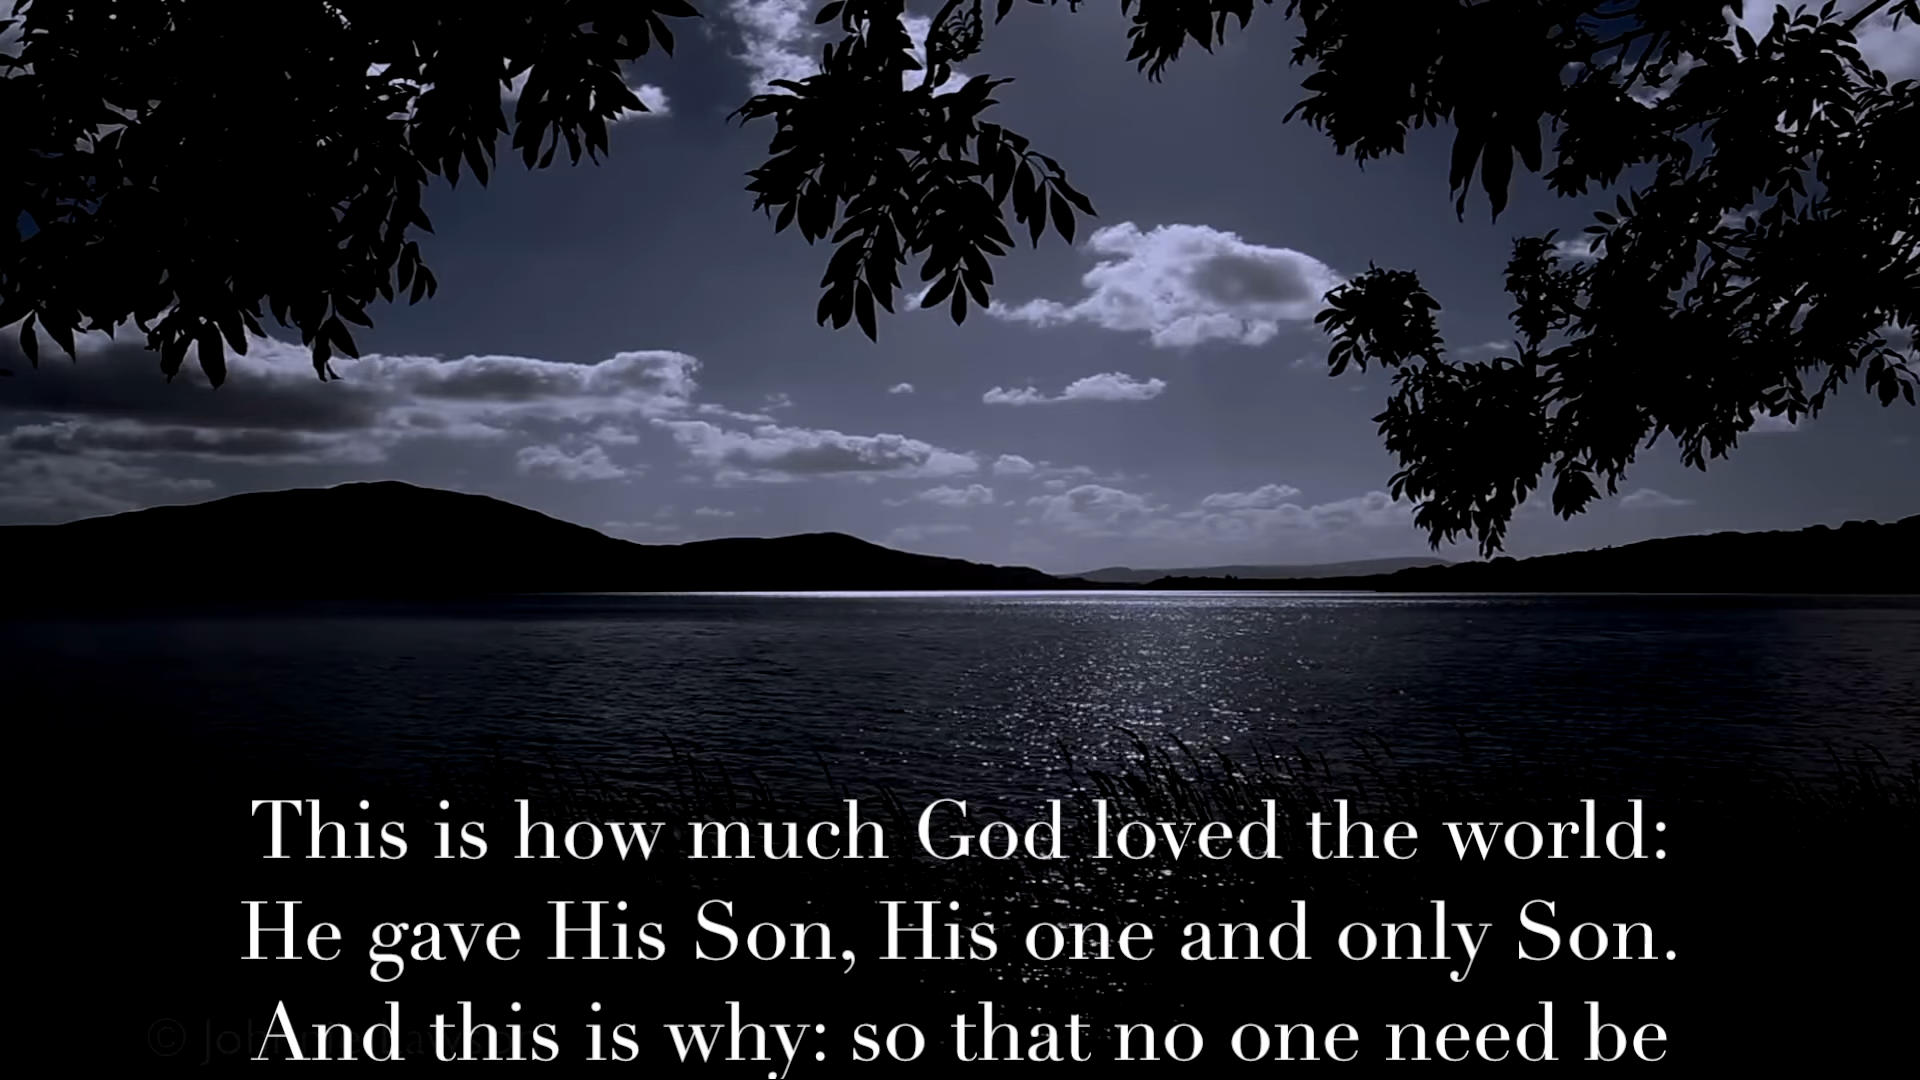 This is how much God loved the world:
He gave His Son, His one and only Son.
And this is why: so that no one need be